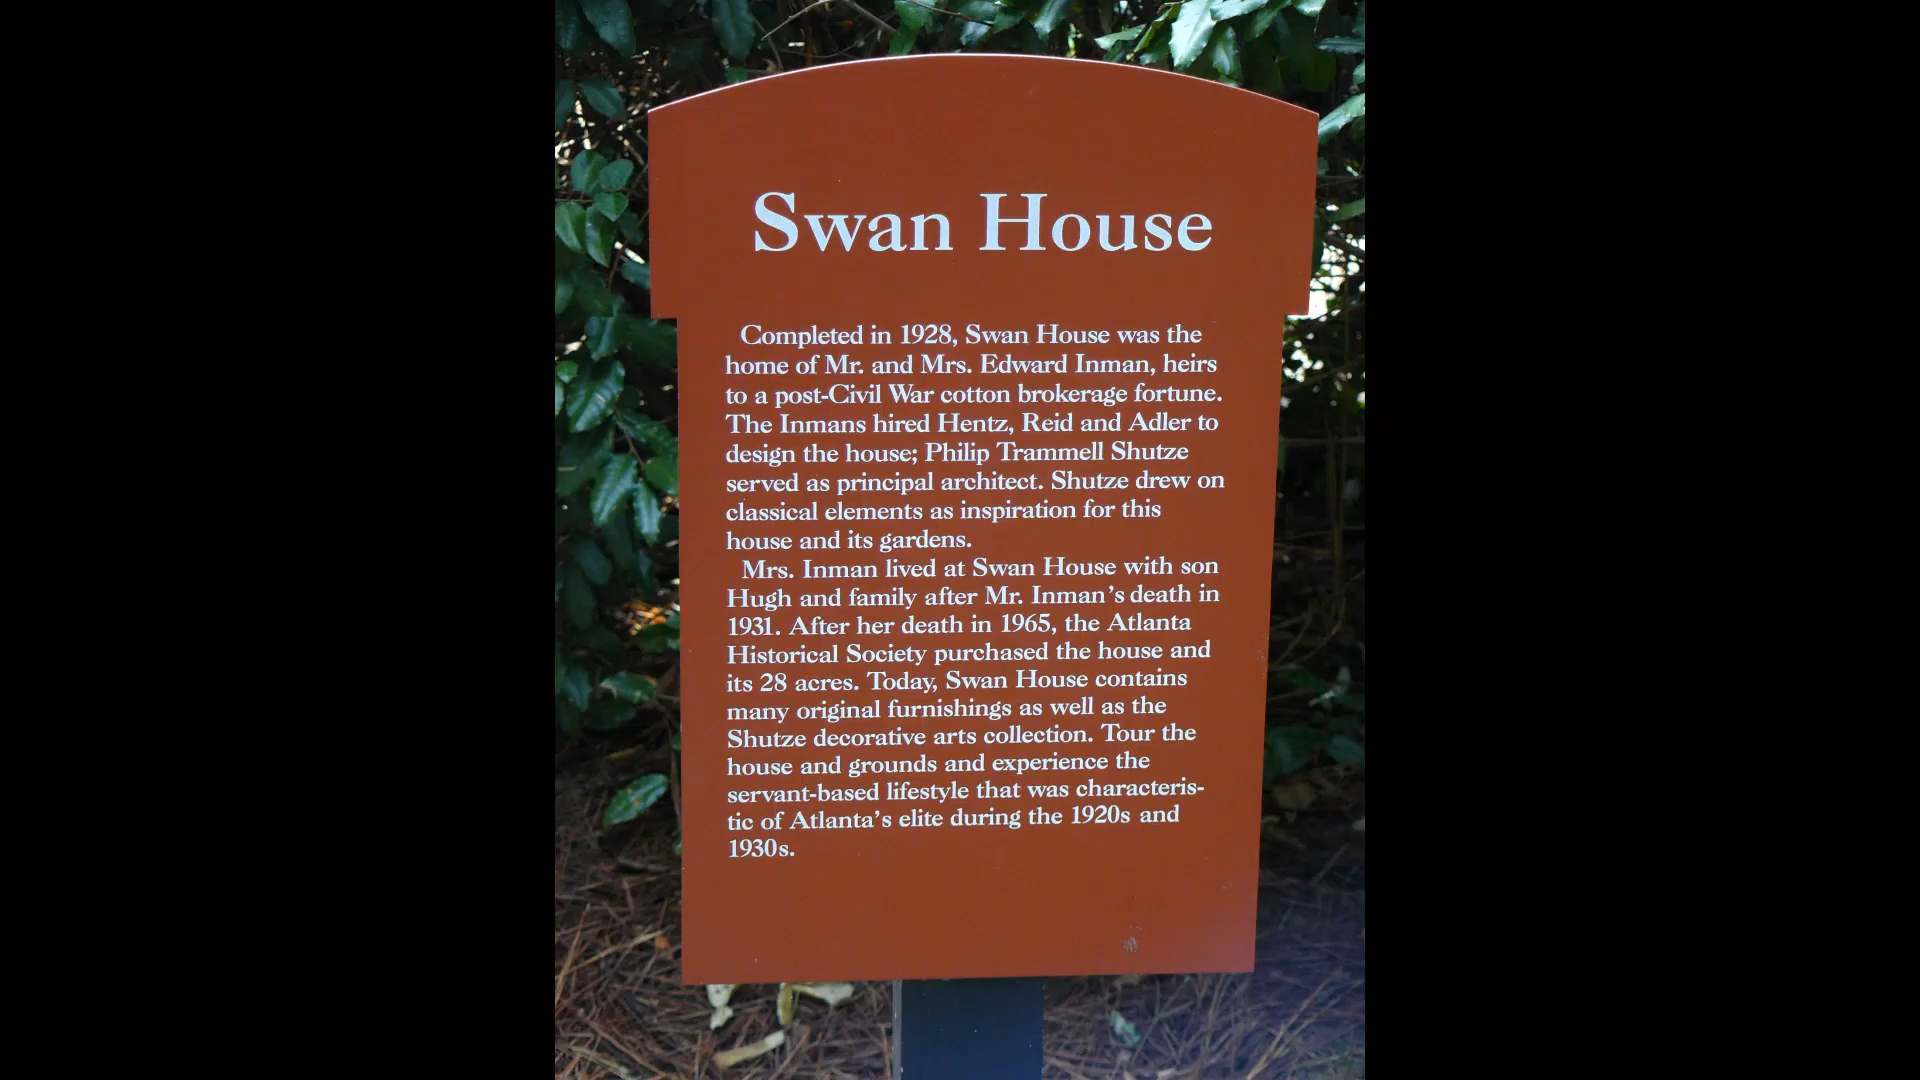 Swan House
Completed in 1928, Swan House was the
home of Mr. and Mrs. Edward Inman, heirs
to a post-Civil War cotton brokerage fortune.
The Inmans hired Hentz, Reid and Adler to
design the house; Philip Trammell Shutze
served as principal architect. Shutze drew on
classical elements as inspiration for this
house and its gardens.
Mrs. Inman lived at Swan House with son
Hugh and family after Mr. Inman's death in
1931. After her death in 1965, the Atlanta
Historical Society purchased the house and
its 28 acres. Today, Swan House contains
many original furnishings as well as the
Shutze decorative arts collection. Tour the
house and grounds and experience the
servant-based lifestyle that was characteris-
tic of Atlanta's elite during the 1920s and
1930s.